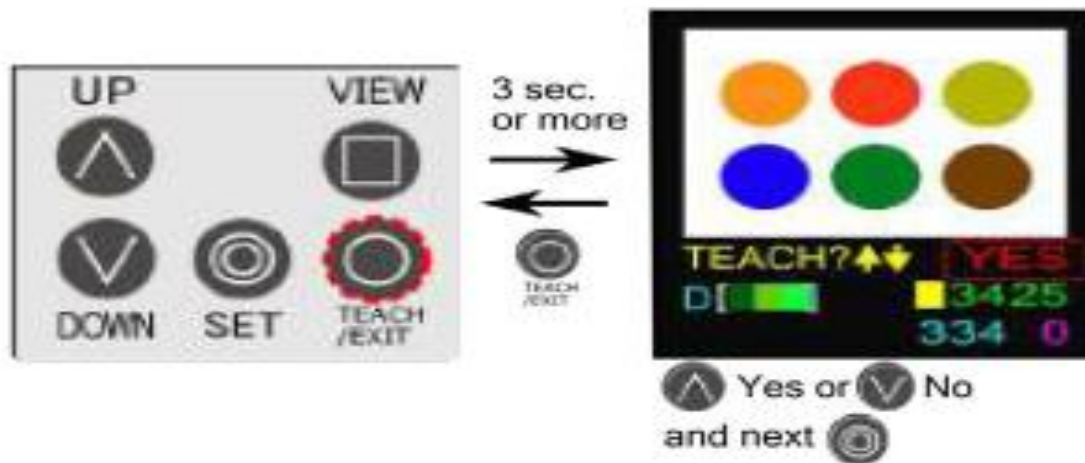 UP VIEW
DOWN SET TEACH
/EXIT
3 sec.
or more
TEACH
/EXIT
TEACH? YES
D 3425
334 0
Yes or No
and next